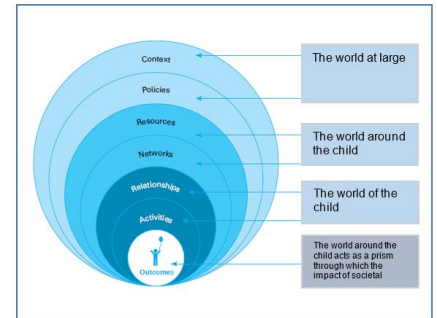 Context
Policies
Resources
Networks
Relationships
Activities
Outcomes
The world at large
The world around
the child
The world of the
child
The world around the
child acts as a prism
through which the
impact of societal